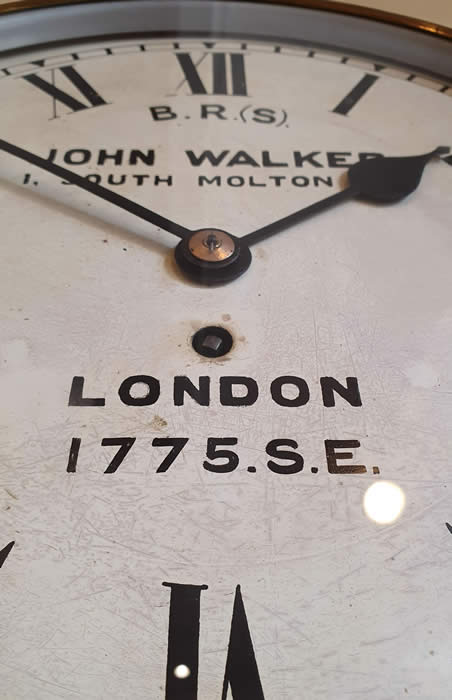 XI XII I
B.R.(S).
JOHN WALKER
1, SOUTH MOLTON
LONDON
1775.S.E.